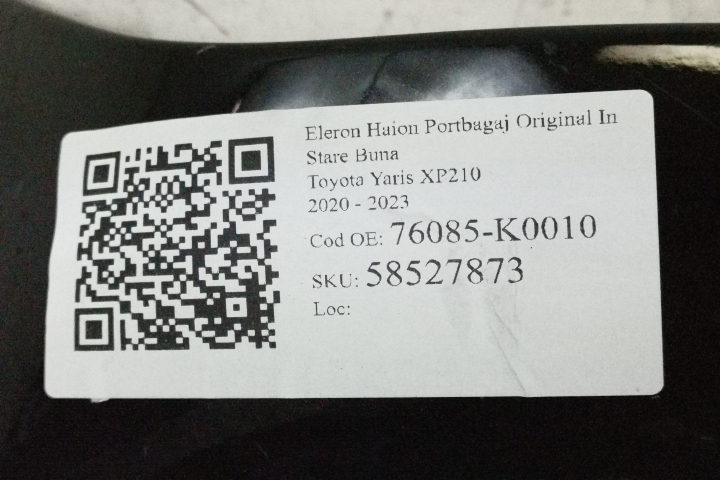 Eleron Haion Portbagaj Original In
Stare Buna
Toyota Yaris XP210
2020 - 2023
Cod OE: 76085-K0010
SKU: 58527873
Loc: